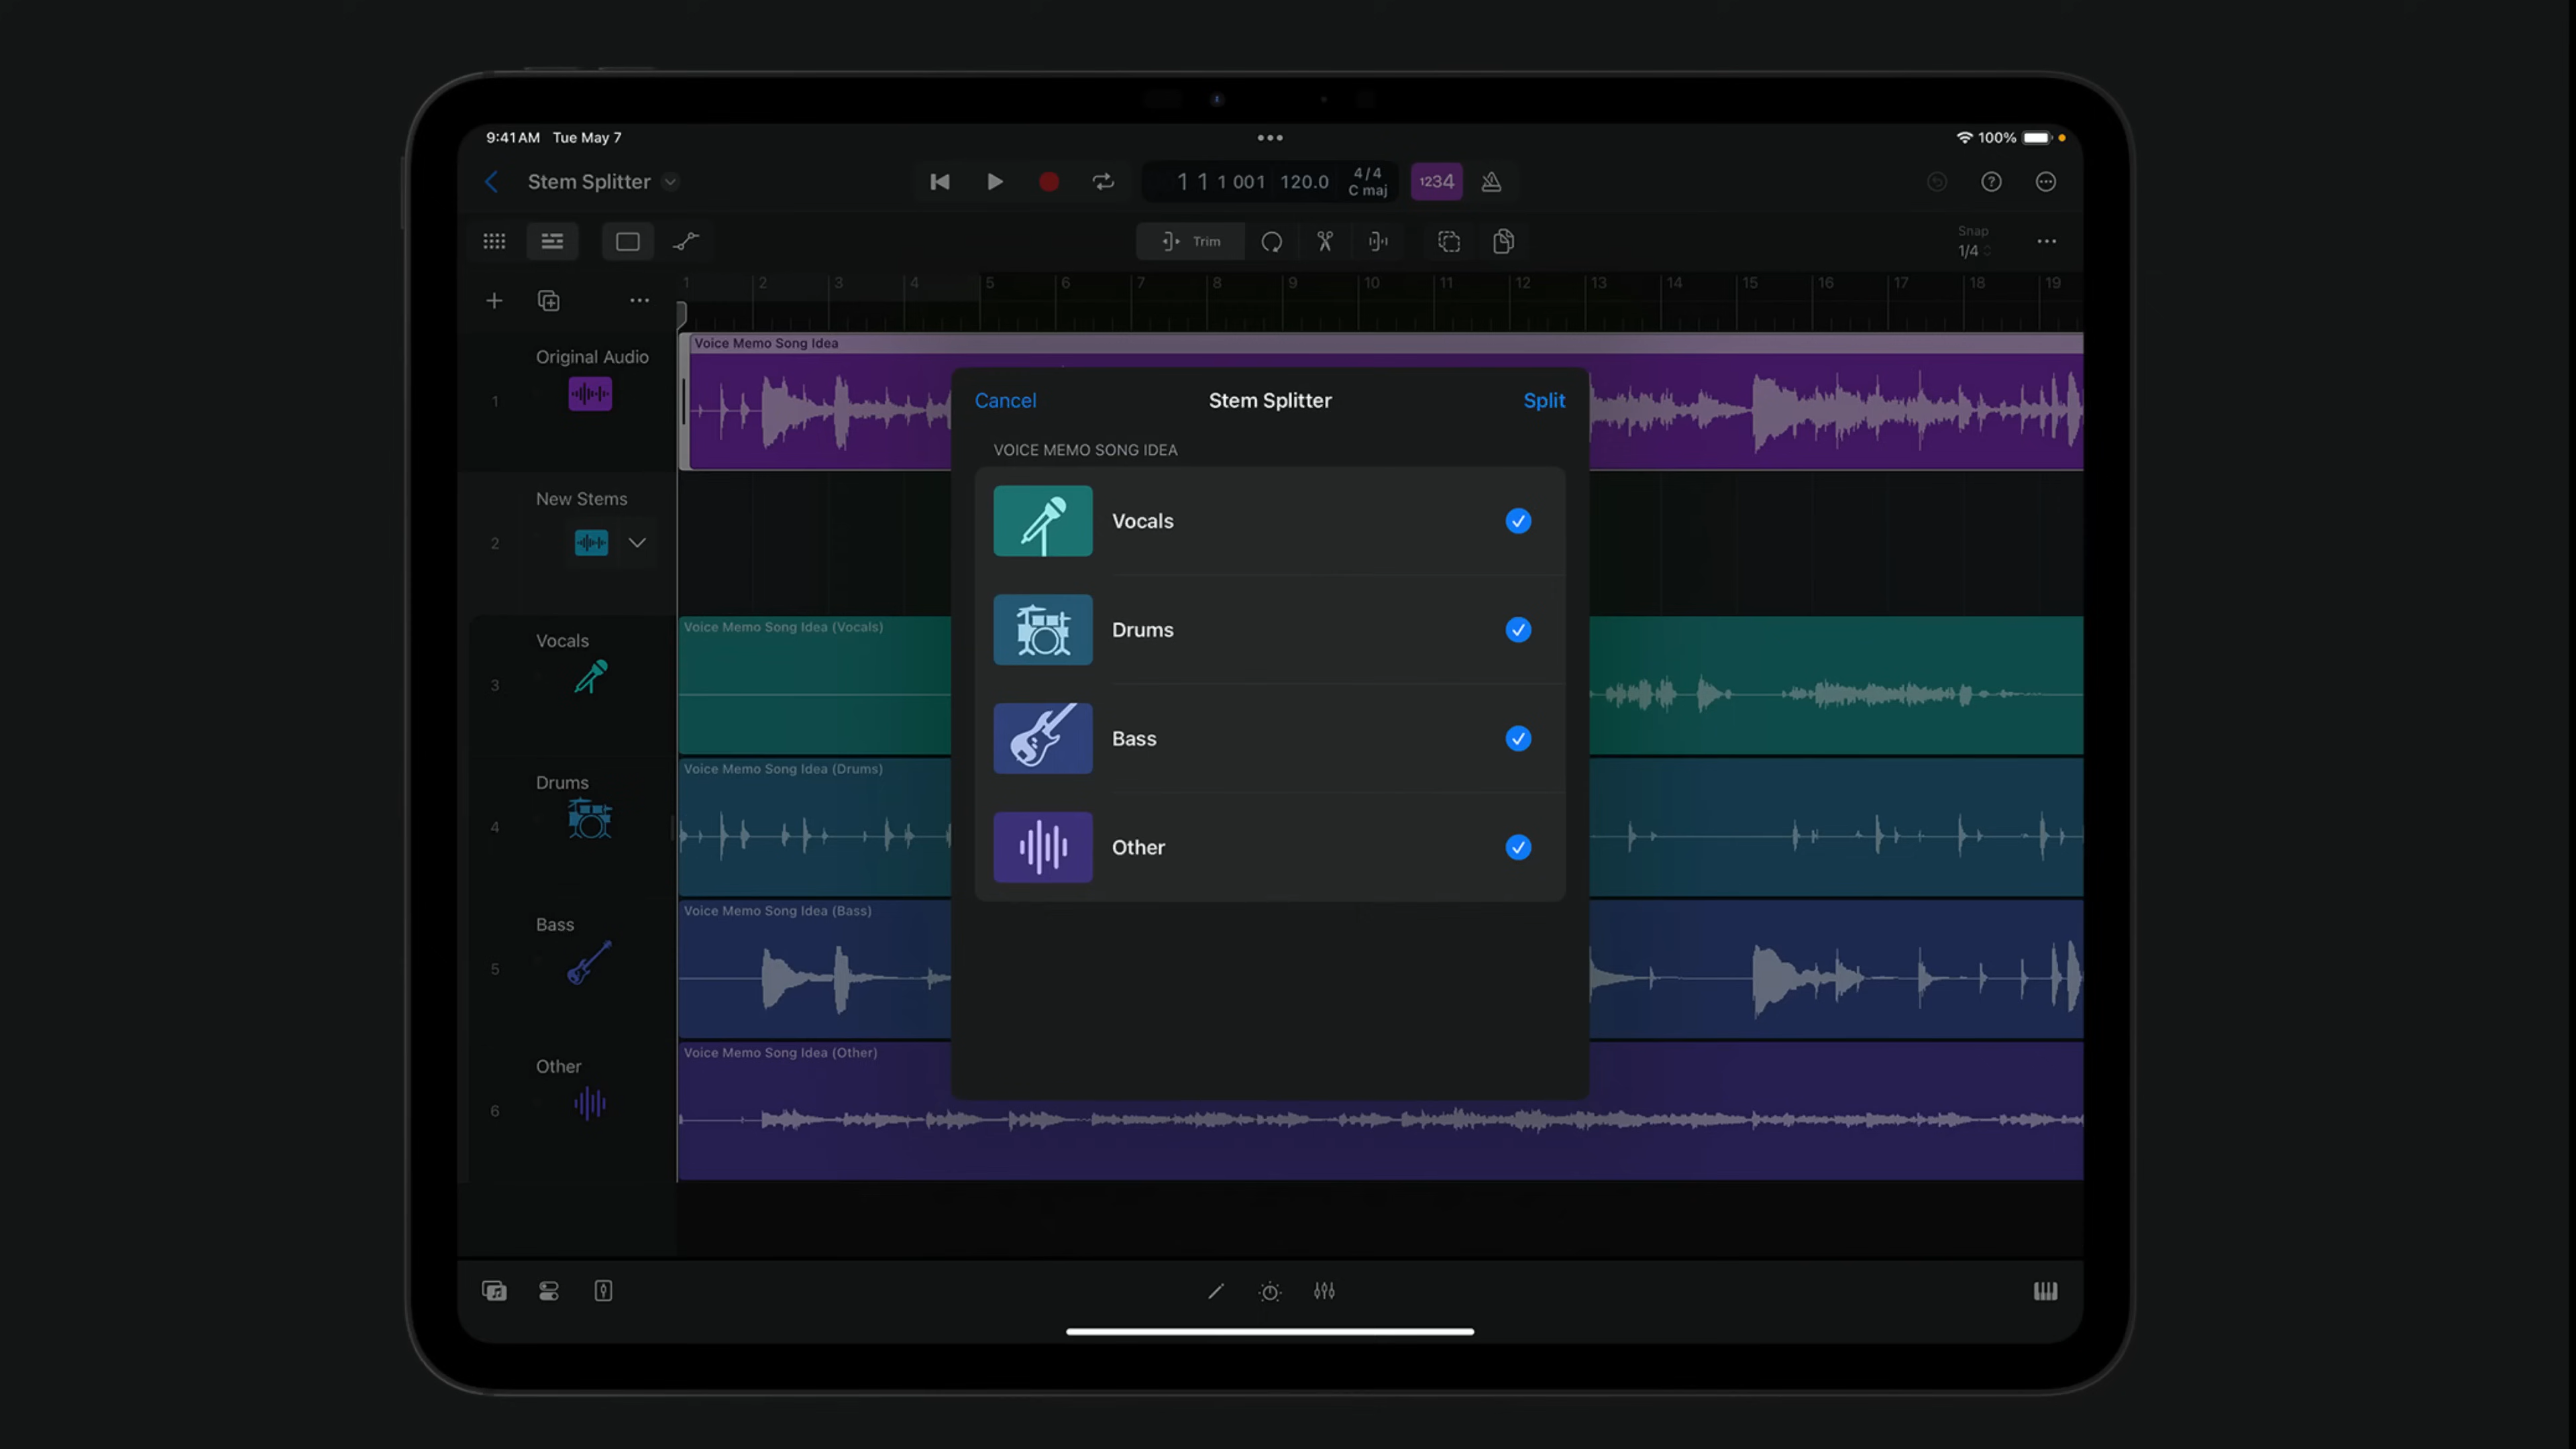 9:41 AM Tue May 7
100%
Stem Splitter
1 1 1 001 120.0 4/4 C maj
1234
Trim
Snap
1/4
1 2 3 4 5 6 7 8 9 10 11 12 13 14 15 16 17 18 19
Original Audio
1
Voice Memo Song Idea
Cancel
Stem Splitter
Split
VOICE MEMO SONG IDEA
Vocals
Drums
Bass
Other
New Stems
2
Vocals
3
Voice Memo Song Idea (Vocals)
Drums
4
Voice Memo Song Idea (Drums)
Bass
5
Voice Memo Song Idea (Bass)
Other
6
Voice Memo Song Idea (Other)